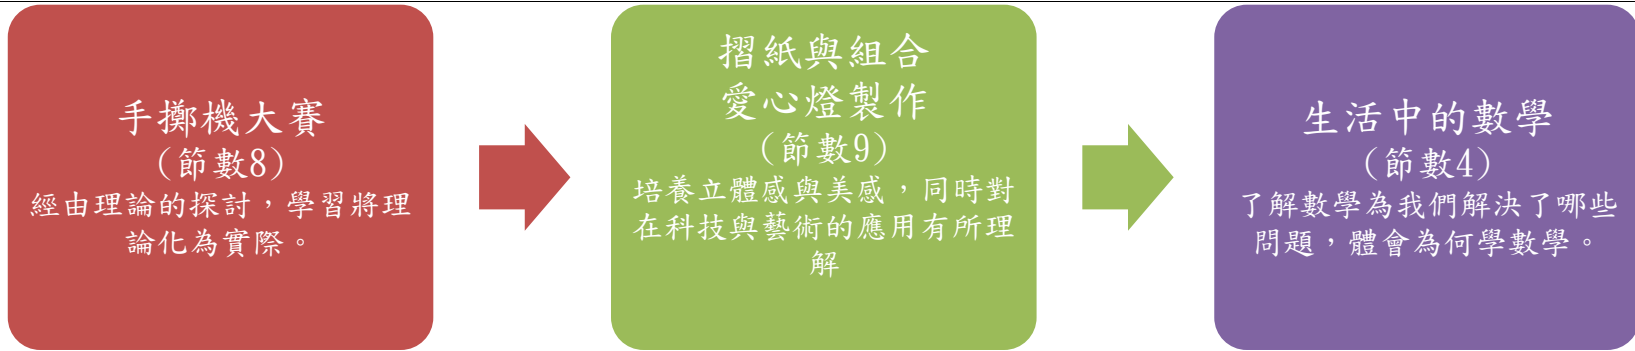 手擲機大賽
(節數8)
經由理論的探討，學習將理
論化為實際。
摺紙與組合
愛心燈製作
(節數9)
培養立體感與美感，同時對
在科技與藝術的應用有所理
解
生活中的數學
(節數4)
了解數學為我們解決了哪些
問題，體會為何學數學。